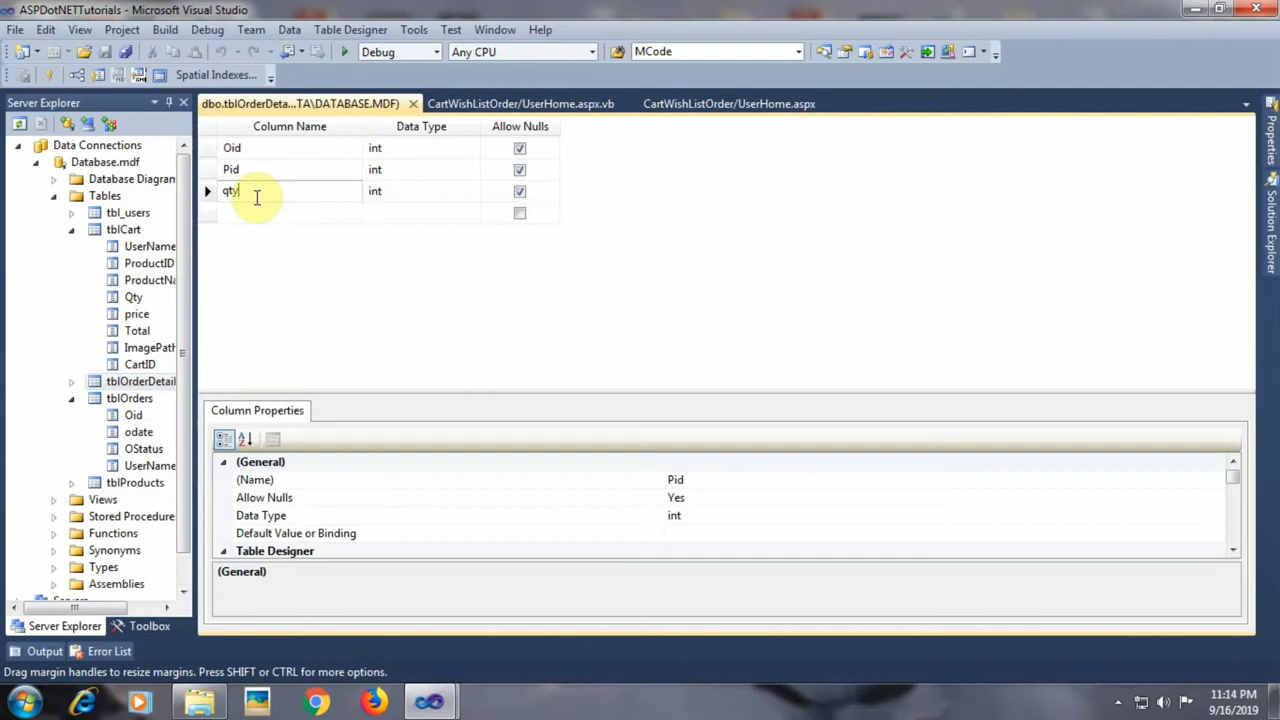 ASPDotNETTutorials - Microsoft Visual Studio
File Edit View Project Build Debug Team Data Table Designer Tools Test Window Help
Debug Any CPU MCode
Spatial Indexes...
Server Explorer
dbo.tblOrderDeta...TA\DATABASE.MDF) CartWishListOrder/UserHome.aspx.vb CartWishListOrder/UserHome.aspx
Column Name Data Type Allow Nulls
Oid int
Pid int
qty int
Data Connections
Database.mdf
Database Diagran
Tables
tbl_users
tblCart
UserName
ProductID
ProductNa
Qty
price
Total
ImagePath
CartID
tblOrderDetail
tblOrders
Oid
odate
OStatus
UserName
tblProducts
Views
Stored Procedure
Functions
Synonyms
Types
Assemblies
Column Properties
(General)
(Name) Pid
Allow Nulls Yes
Data Type int
Default Value or Binding
Table Designer
(General)
Properties
Solution Explorer
Server Explorer Toolbox
Output Error List
Drag margin handles to resize margins. Press SHIFT or CTRL for more options.
11:14 PM
9/16/2019